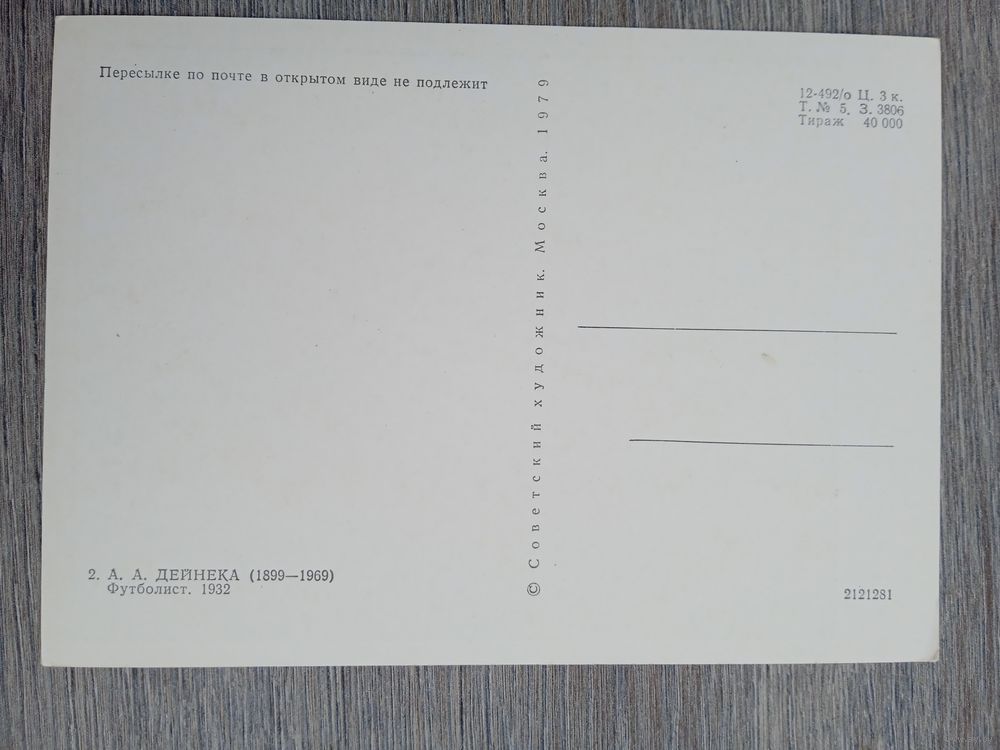 Пересылке по почте в открытом виде не подлежит
12-492/о Ц. 3 к.
Т. № 5. З. 3806
Тираж 40 000
© Советский художник. Москва. 1979
2. А. А. ДЕЙНЕКА (1899—1969)
Футболист. 1932
2121281